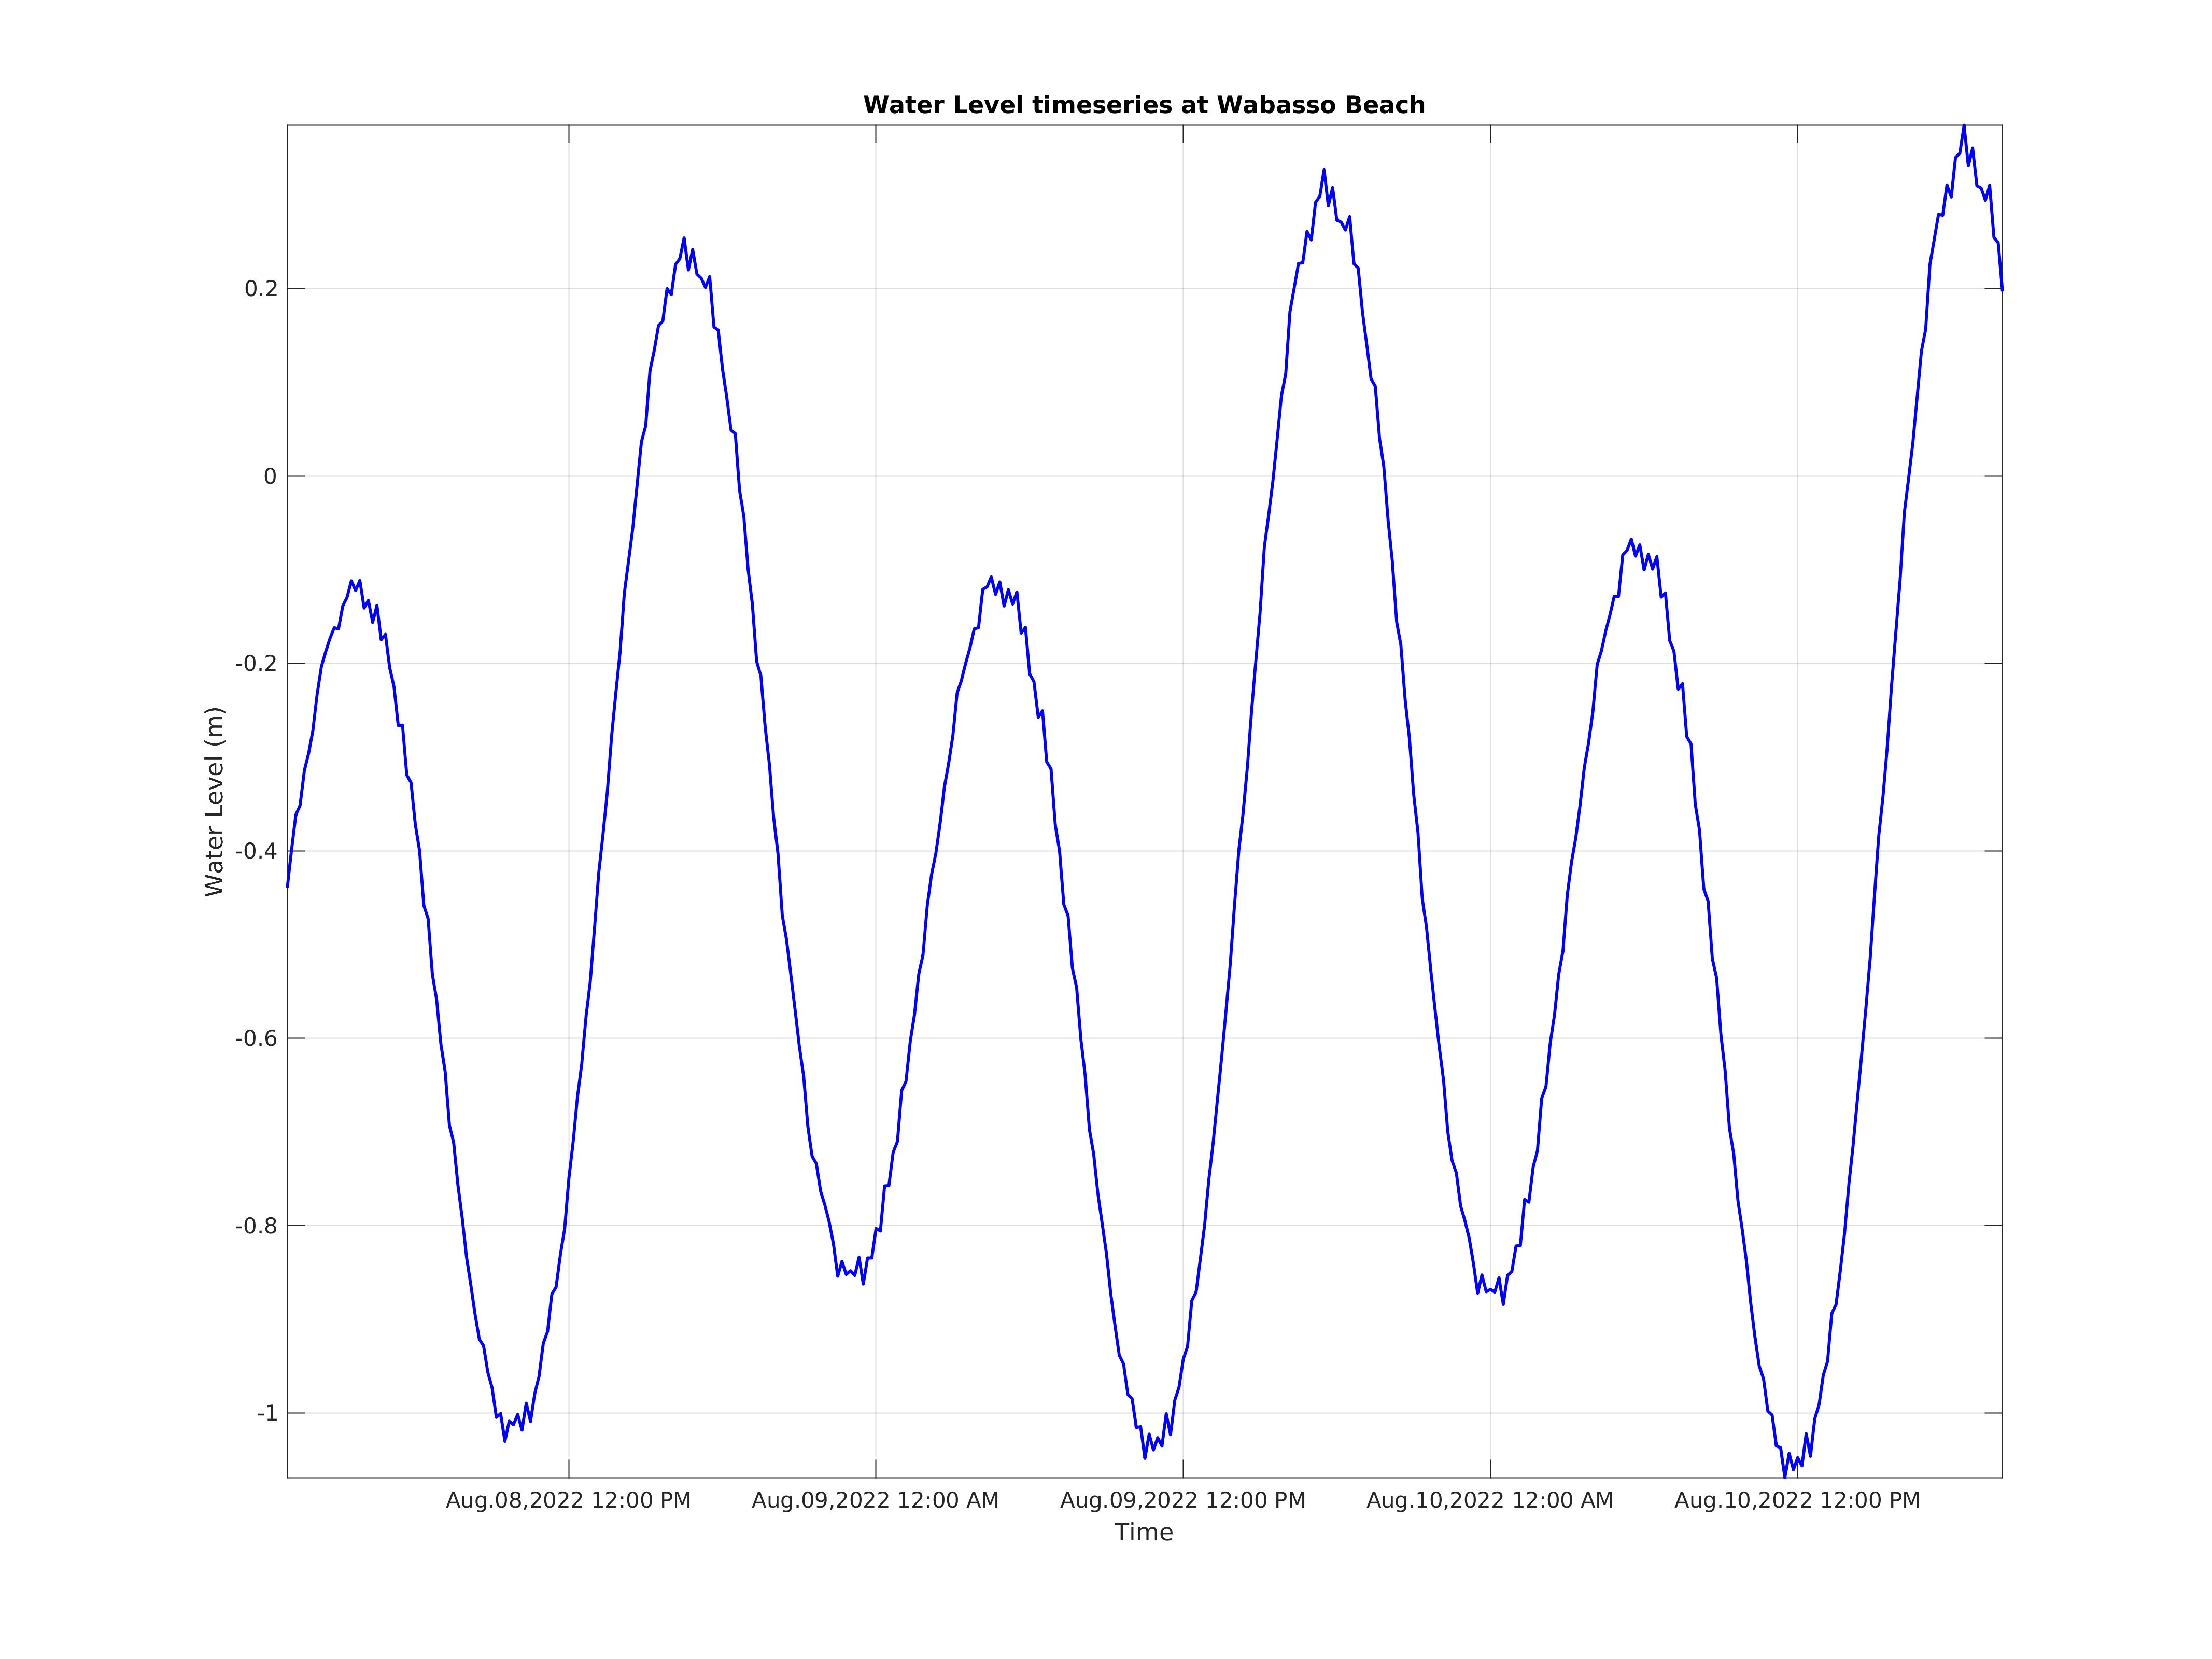 Water Level timeseries at Wabasso Beach
0.2
0
-0.2
-0.4
-0.6
-0.8
-1
Water Level (m)
Aug.08,2022 12:00 PM
Aug.09,2022 12:00 AM
Aug.09,2022 12:00 PM
Aug.10,2022 12:00 AM
Aug.10,2022 12:00 PM
Time